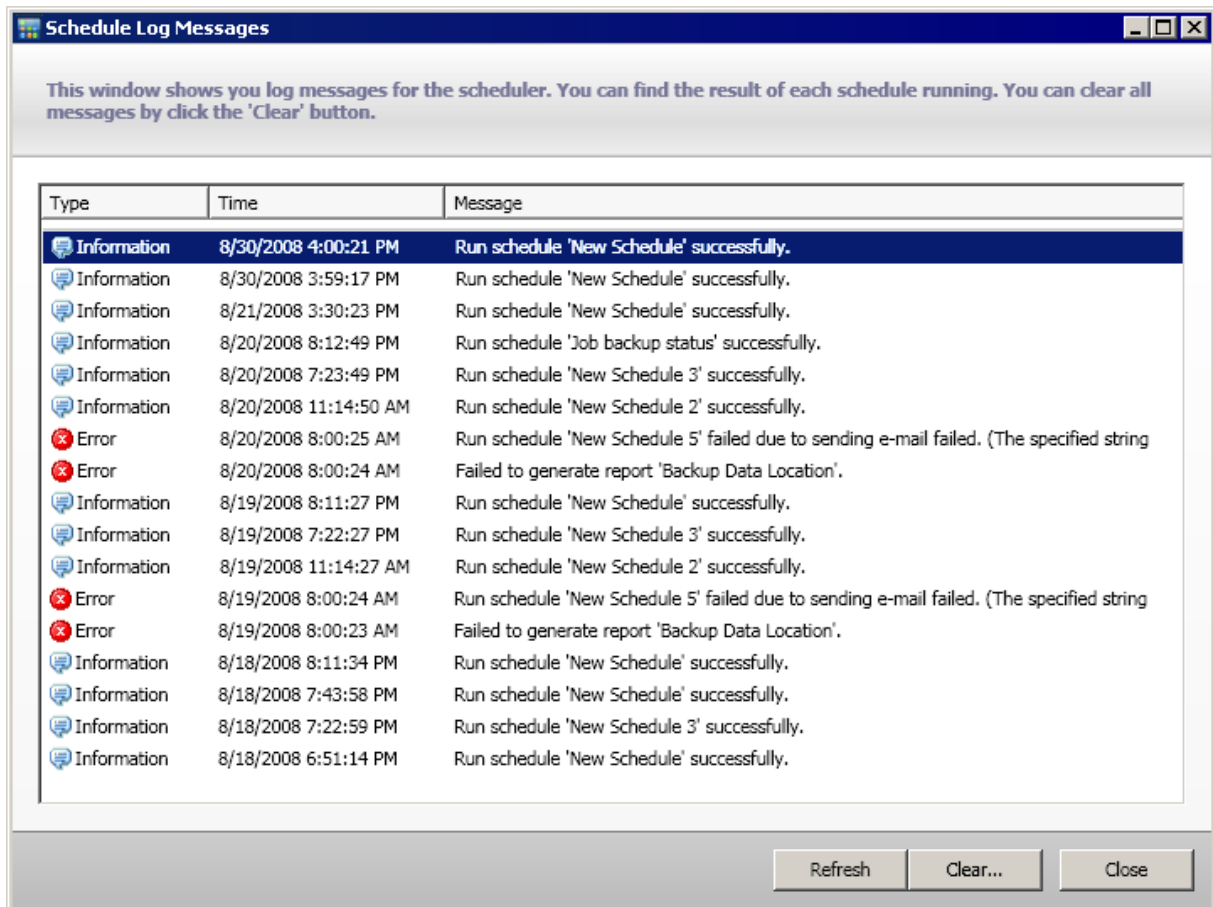 Schedule Log Messages
This window shows you log messages for the scheduler. You can find the result of each schedule running. You can clear all
messages by click the 'Clear' button.
Type Time Message
Information 8/30/2008 4:00:21 PM Run schedule 'New Schedule' successfully.
Information 8/30/2008 3:59:17 PM Run schedule 'New Schedule' successfully.
Information 8/21/2008 3:30:23 PM Run schedule 'New Schedule' successfully.
Information 8/20/2008 8:12:49 PM Run schedule 'Job backup status' successfully.
Information 8/20/2008 7:23:49 PM Run schedule 'New Schedule 3' successfully.
Information 8/20/2008 11:14:50 AM Run schedule 'New Schedule 2' successfully.
Error 8/20/2008 8:00:25 AM Run schedule 'New Schedule 5' failed due to sending e-mail failed. (The specified string
Error 8/20/2008 8:00:24 AM Failed to generate report 'Backup Data Location'.
Information 8/19/2008 8:11:27 PM Run schedule 'New Schedule' successfully.
Information 8/19/2008 7:22:27 PM Run schedule 'New Schedule 3' successfully.
Information 8/19/2008 11:14:27 AM Run schedule 'New Schedule 2' successfully.
Error 8/19/2008 8:00:24 AM Run schedule 'New Schedule 5' failed due to sending e-mail failed. (The specified string
Error 8/19/2008 8:00:23 AM Failed to generate report 'Backup Data Location'.
Information 8/18/2008 8:11:34 PM Run schedule 'New Schedule' successfully.
Information 8/18/2008 7:43:58 PM Run schedule 'New Schedule' successfully.
Information 8/18/2008 7:22:59 PM Run schedule 'New Schedule 3' successfully.
Information 8/18/2008 6:51:14 PM Run schedule 'New Schedule' successfully.
Refresh Clear... Close